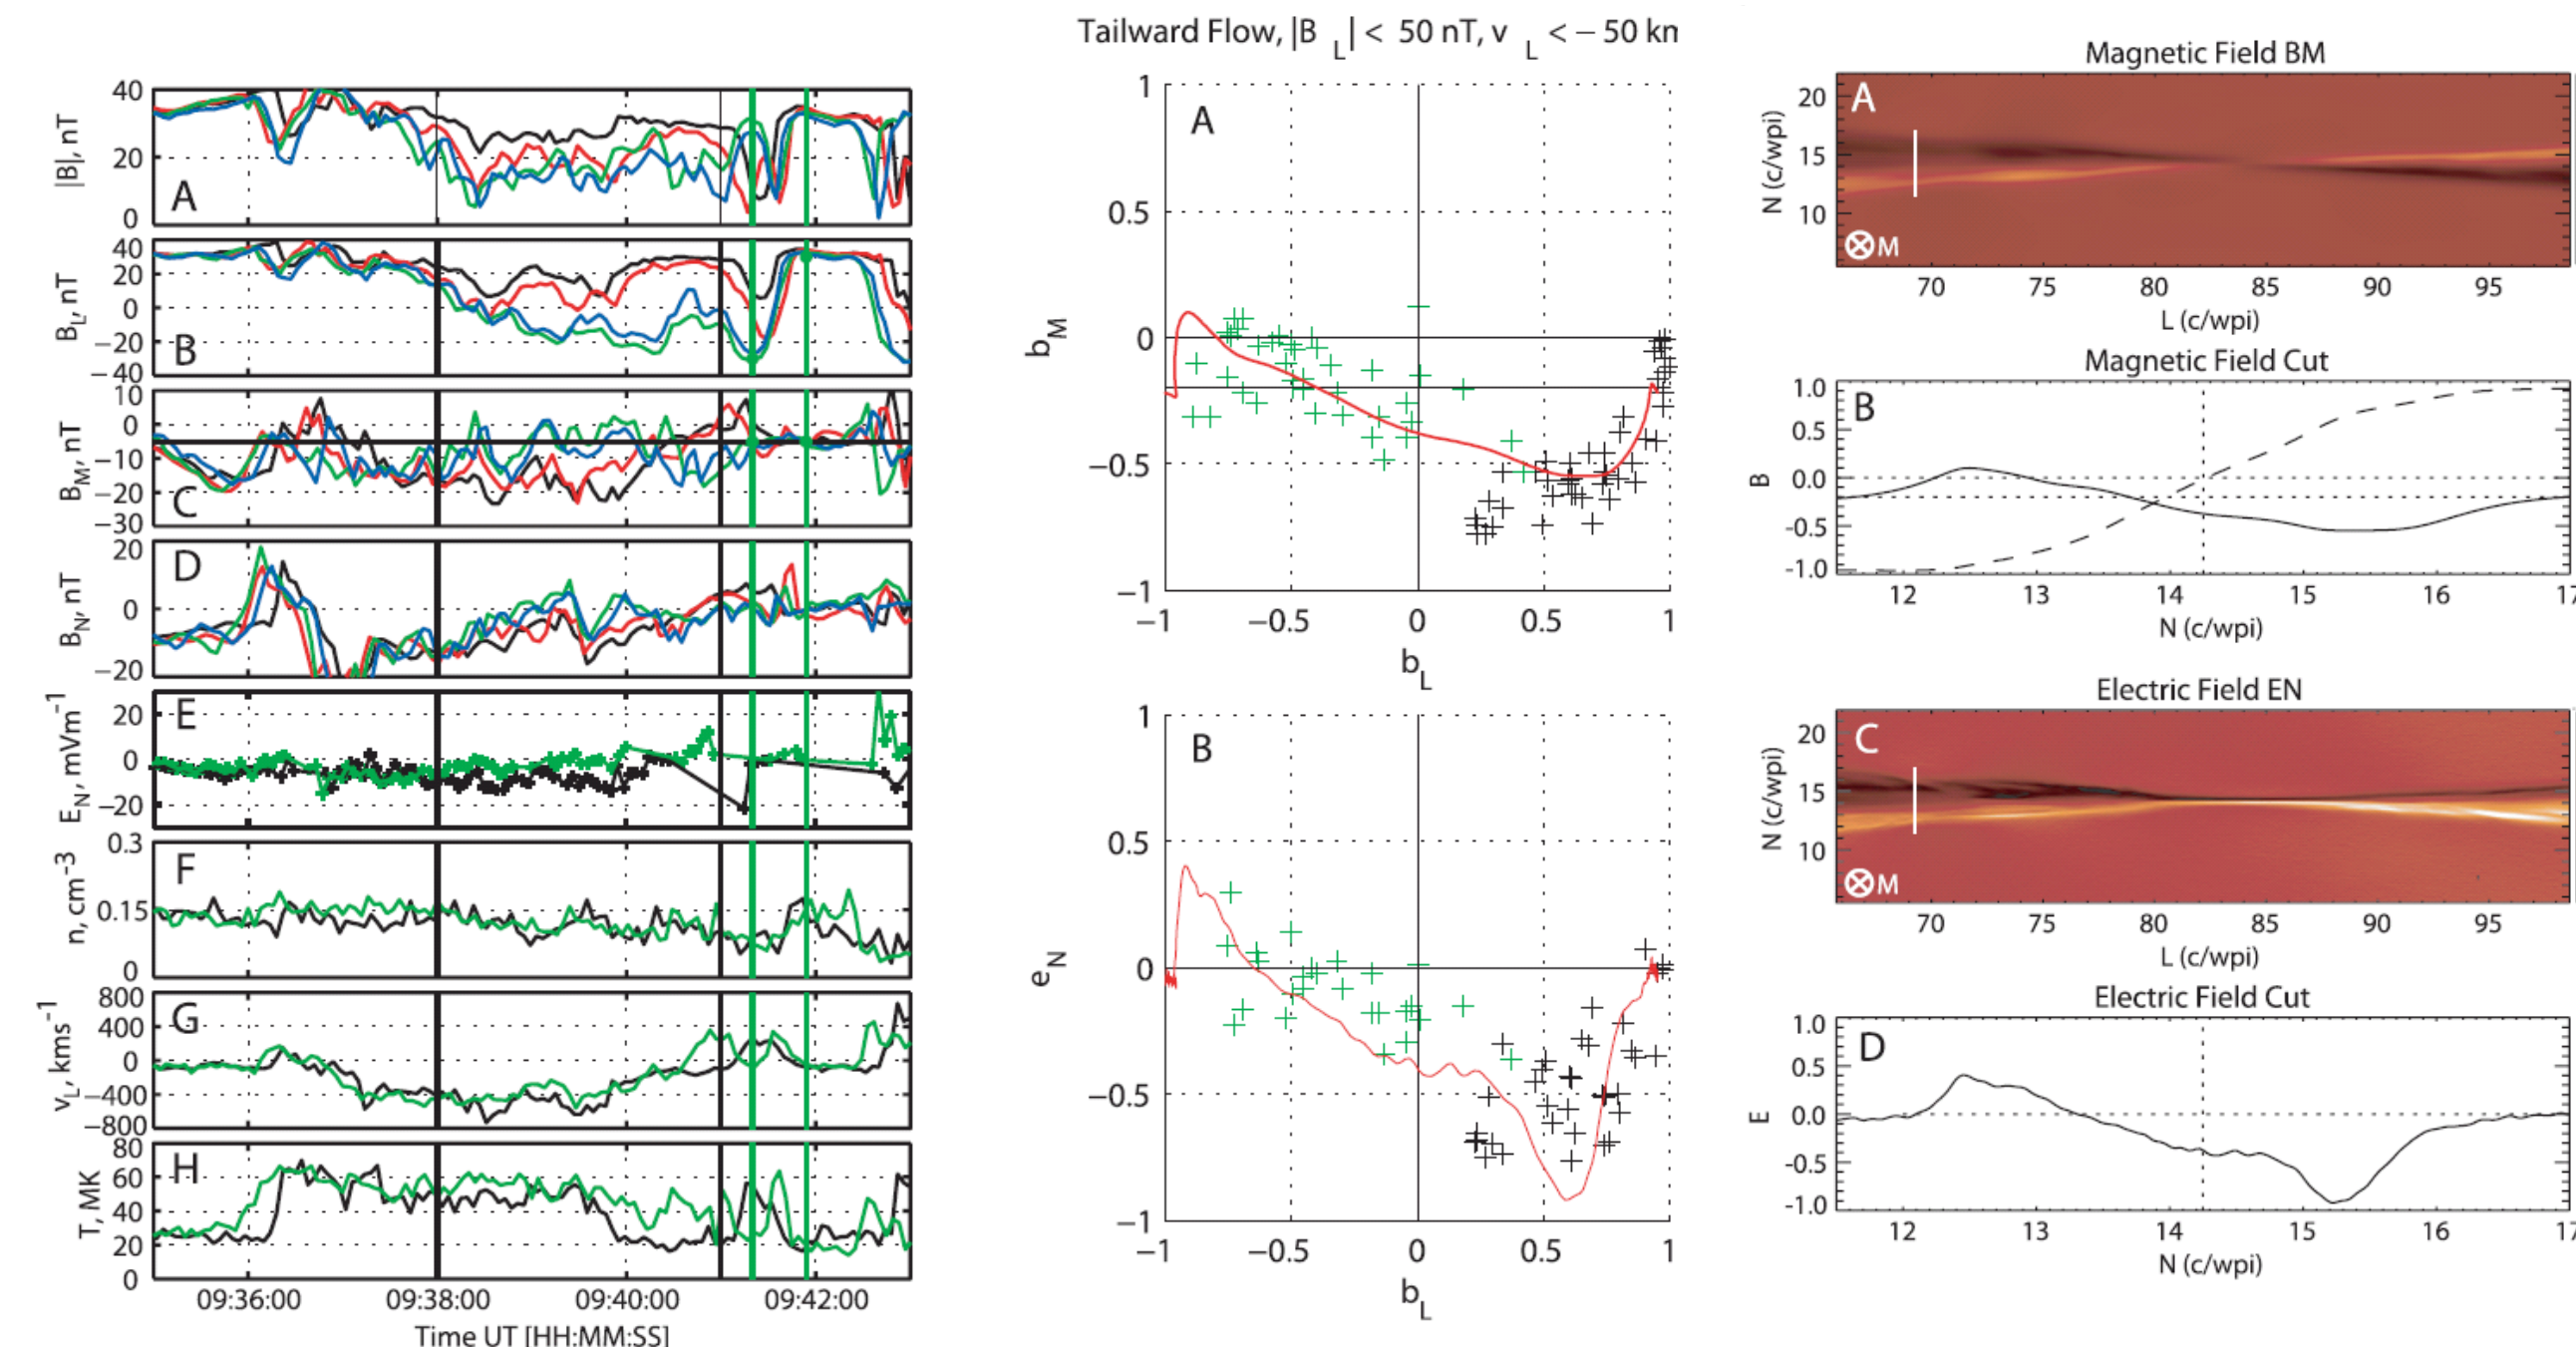 40
20
0
|B|, nT
A
40
20
0
−20
−40
B_L, nT
B
10
0
−10
−20
−30
B_M, nT
C
20
0
−20
B_N, nT
D
20
0
−20
E_N, mVm⁻¹
E
0.3
0.15
0
n, cm⁻³
F
800
400
0
−400
−800
v_L, kms⁻¹
G
80
60
40
20
0
T, MK
H
09:36:00 09:38:00 09:40:00 09:42:00
Time UT [HH:MM:SS]
Tailward Flow, |B_L| < 50 nT, v_L < − 50 km
A
1
0.5
0
−0.5
−1
b_M
−1 −0.5 0 0.5 1
b_L
B
1
0.5
0
−0.5
−1
e_N
−1 −0.5 0 0.5 1
b_L
Magnetic Field BM
A
20
15
10
N (c/wpi)
⊗M
70 75 80 85 90 95
L (c/wpi)
Magnetic Field Cut
B
1.0
0.5
0.0
-0.5
-1.0
B
12 13 14 15 16 17
N (c/wpi)
Electric Field EN
C
20
15
10
N (c/wpi)
⊗M
70 75 80 85 90 95
L (c/wpi)
Electric Field Cut
D
1.0
0.5
0.0
-0.5
-1.0
E
12 13 14 15 16 17
N (c/wpi)